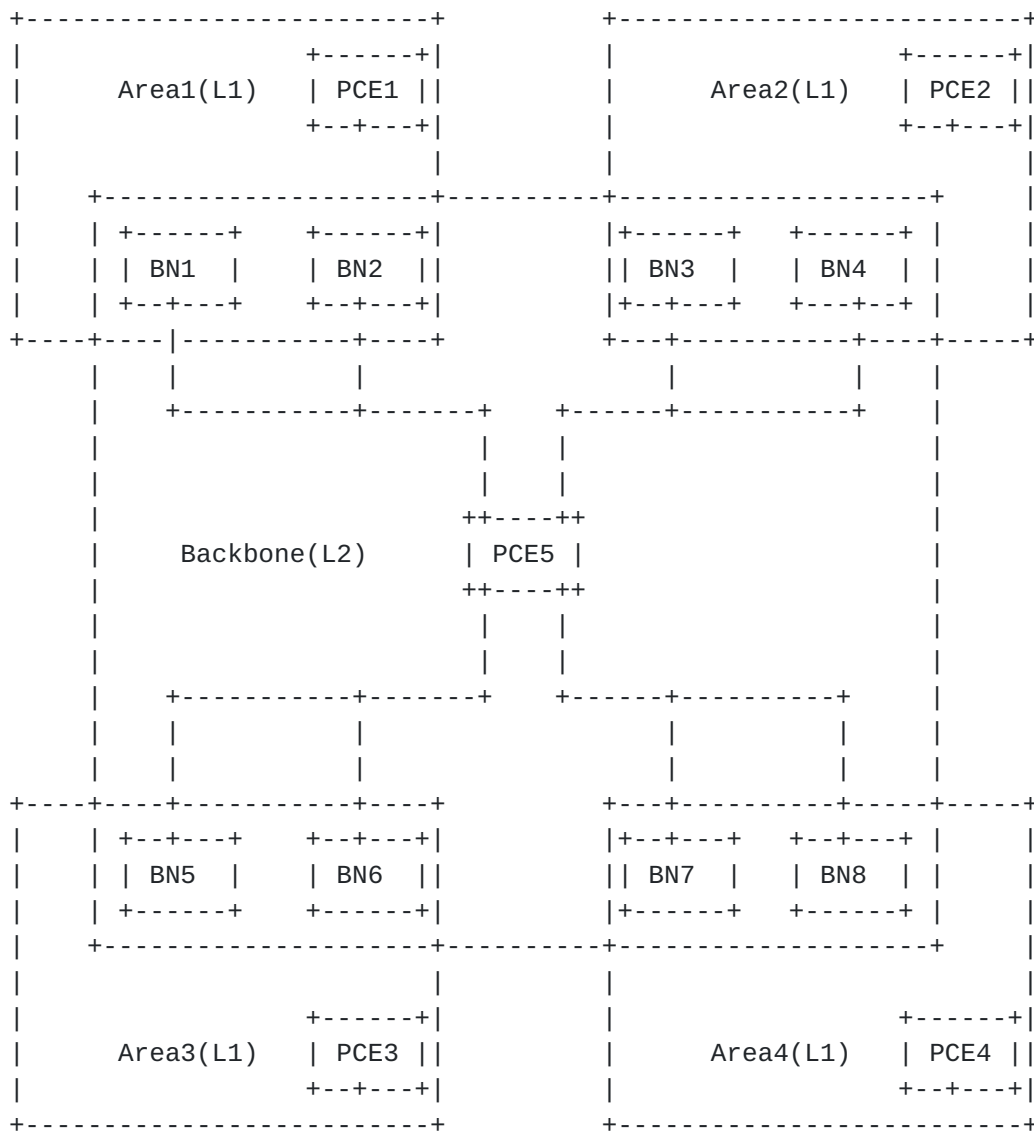 Area1(L1) PCE1 Area2(L1) PCE2
BN1 BN2 BN3 BN4
Backbone(L2) PCE5
BN5 BN6 BN7 BN8
Area3(L1) PCE3 Area4(L1) PCE4